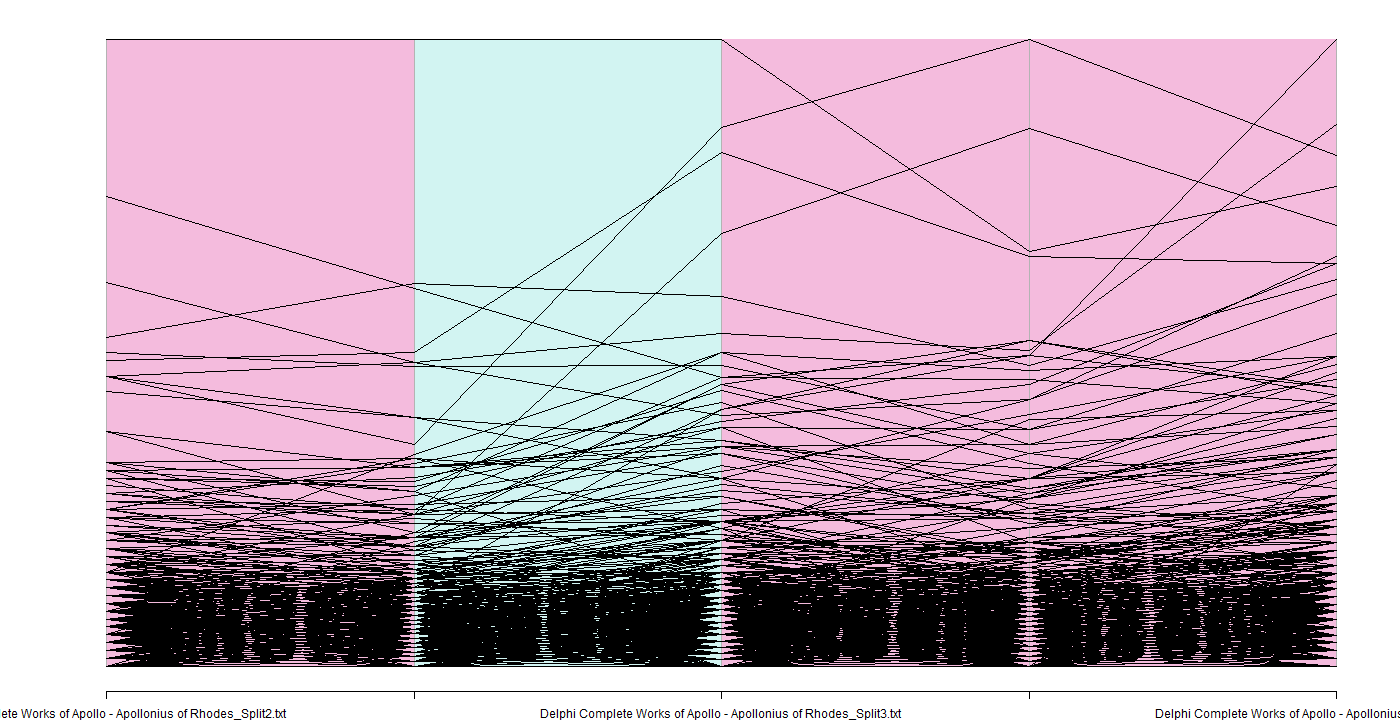 ete Works of Apollo - Apollonius of Rhodes_Split2.txt
Delphi Complete Works of Apollo - Apollonius of Rhodes_Split3.txt
Delphi Complete Works of Apollo - Apollonius